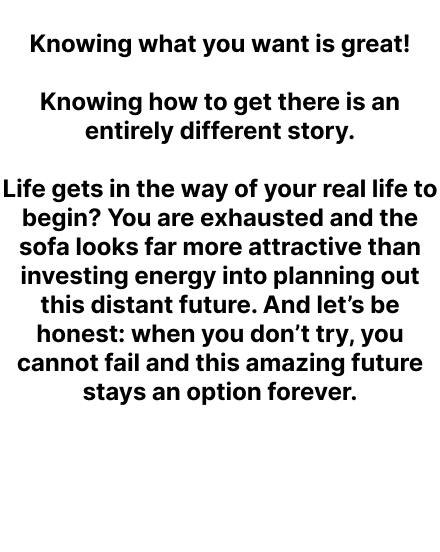 Knowing what you want is great!
Knowing how to get there is an
entirely different story.
Life gets in the way of your real life to
begin? You are exhausted and the
sofa looks far more attractive than
investing energy into planning out
this distant future. And let’s be
honest: when you don’t try, you
cannot fail and this amazing future
stays an option forever.